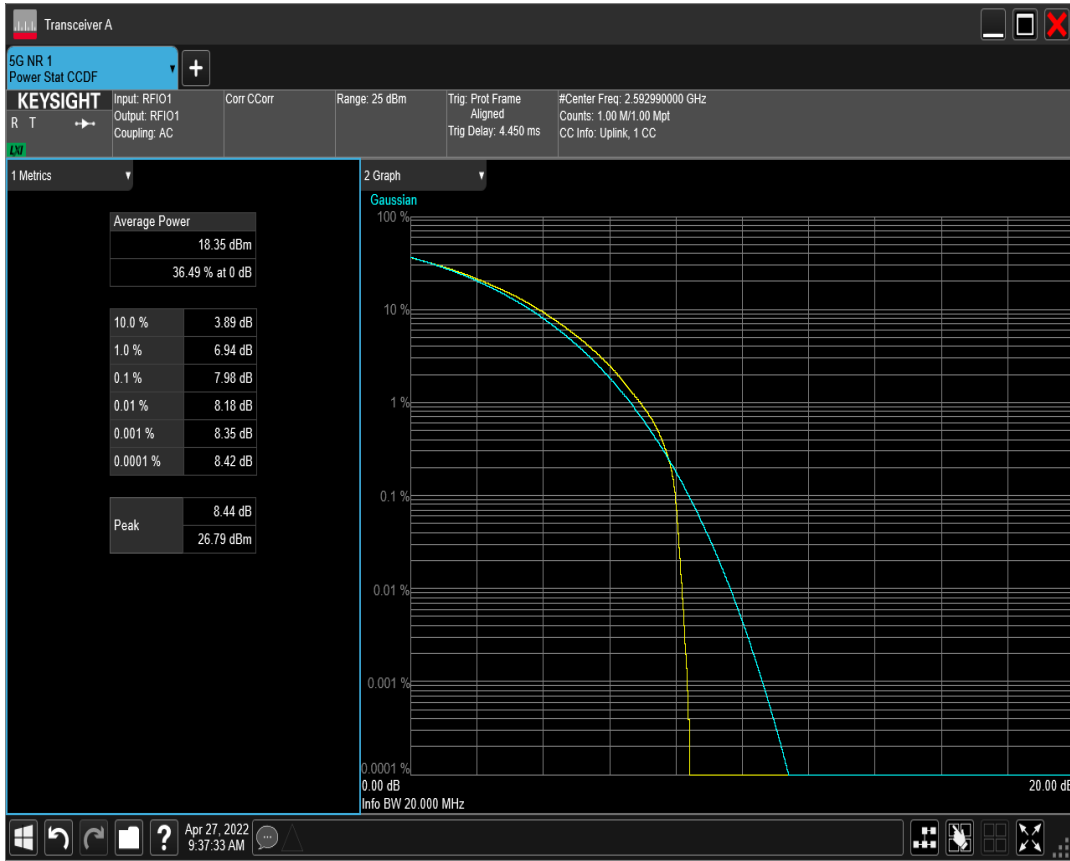 Transceiver A
5G NR 1
Power Stat CCDF
+
KEYSIGHT
R T
LXI
Input: RFIO1
Output: RFIO1
Coupling: AC
Corr CCorr
Range: 25 dBm
Trig: Prot Frame
Aligned
Trig Delay: 4.450 ms
#Center Freq: 2.592990000 GHz
Counts: 1.00 M/1.00 Mpt
CC Info: Uplink, 1 CC
1 Metrics
Average Power
18.35 dBm
36.49 % at 0 dB
10.0 % 3.89 dB
1.0 % 6.94 dB
0.1 % 7.98 dB
0.01 % 8.18 dB
0.001 % 8.35 dB
0.0001 % 8.42 dB
Peak
8.44 dB
26.79 dBm
2 Graph
Gaussian
100 %
10 %
1 %
0.1 %
0.01 %
0.001 %
0.0001 %
0.00 dB 20.00 dB
Info BW 20.000 MHz
?
Apr 27, 2022
9:37:33 AM